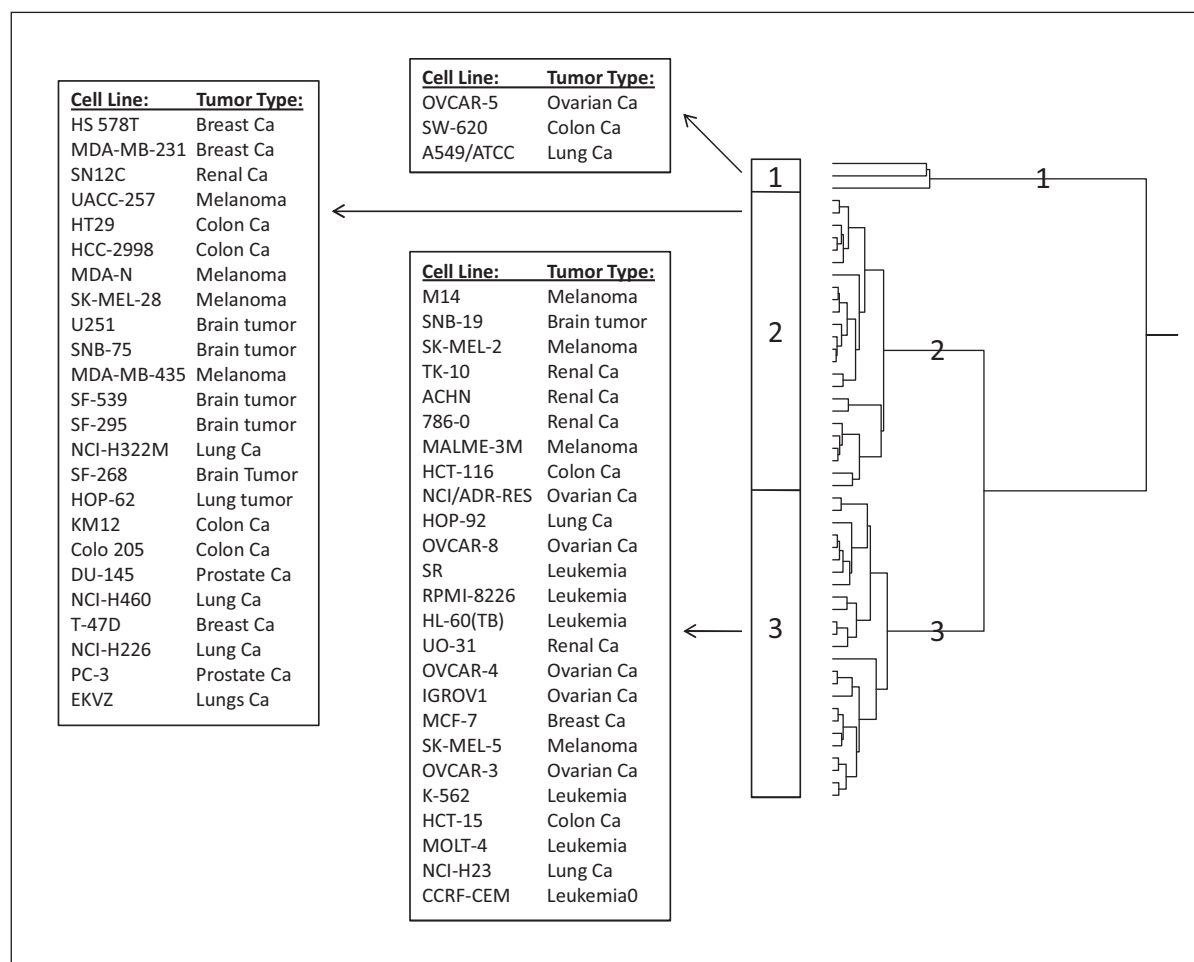 Cell Line: Tumor Type:
HS 578T Breast Ca
MDA-MB-231 Breast Ca
SN12C Renal Ca
UACC-257 Melanoma
HT29 Colon Ca
HCC-2998 Colon Ca
MDA-N Melanoma
SK-MEL-28 Melanoma
U251 Brain tumor
SNB-75 Brain tumor
MDA-MB-435 Melanoma
SF-539 Brain tumor
SF-295 Brain tumor
NCI-H322M Lung Ca
SF-268 Brain Tumor
HOP-62 Lung tumor
KM12 Colon Ca
Colo 205 Colon Ca
DU-145 Prostate Ca
NCI-H460 Lung Ca
T-47D Breast Ca
NCI-H226 Lung Ca
PC-3 Prostate Ca
EKVZ Lungs Ca
Cell Line: Tumor Type:
OVCAR-5 Ovarian Ca
SW-620 Colon Ca
A549/ATCC Lung Ca
Cell Line: Tumor Type:
M14 Melanoma
SNB-19 Brain tumor
SK-MEL-2 Melanoma
TK-10 Renal Ca
ACHN Renal Ca
786-0 Renal Ca
MALME-3M Melanoma
HCT-116 Colon Ca
NCI/ADR-RES Ovarian Ca
HOP-92 Lung Ca
OVCAR-8 Ovarian Ca
SR Leukemia
RPMI-8226 Leukemia
HL-60(TB) Leukemia
UO-31 Renal Ca
OVCAR-4 Ovarian Ca
IGROV1 Ovarian Ca
MCF-7 Breast Ca
SK-MEL-5 Melanoma
OVCAR-3 Ovarian Ca
K-562 Leukemia
HCT-15 Colon Ca
MOLT-4 Leukemia
NCI-H23 Lung Ca
CCRF-CEM Leukemia0
1
2
3
1
2
3